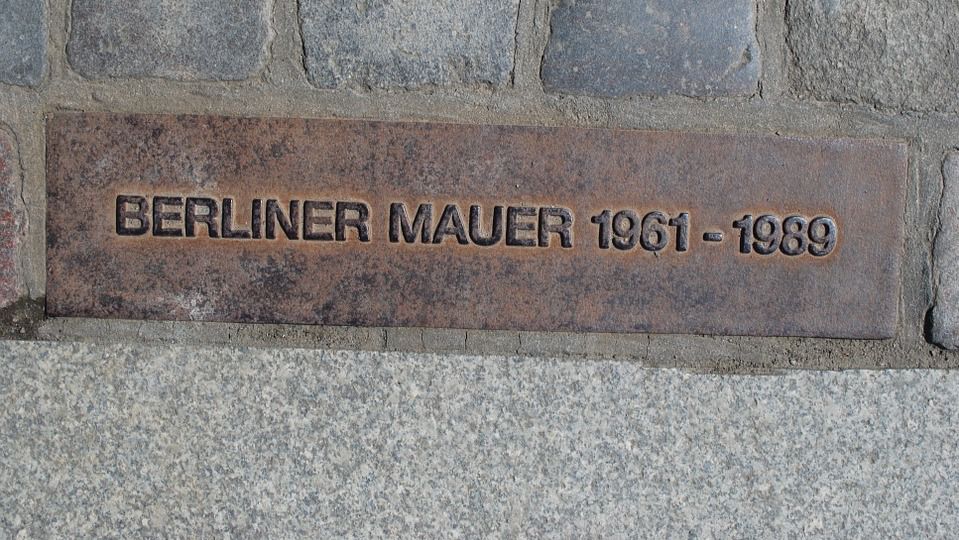 BERLINER MAUER 1961 - 1989